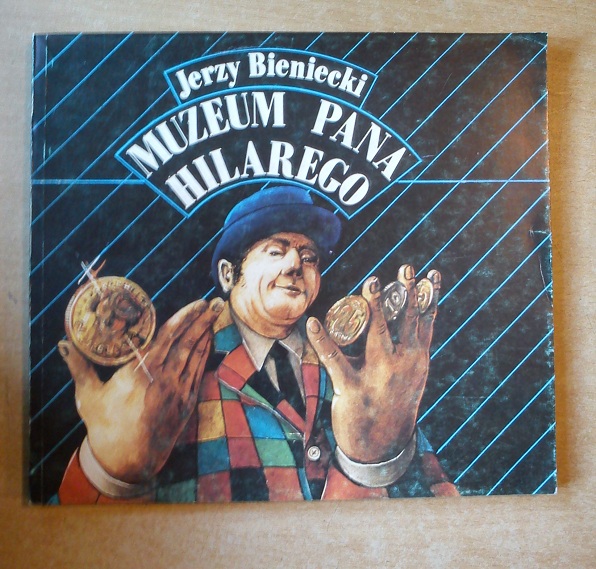 Jerzy Bieniecki
MUZEUM PANA
HILAREGO